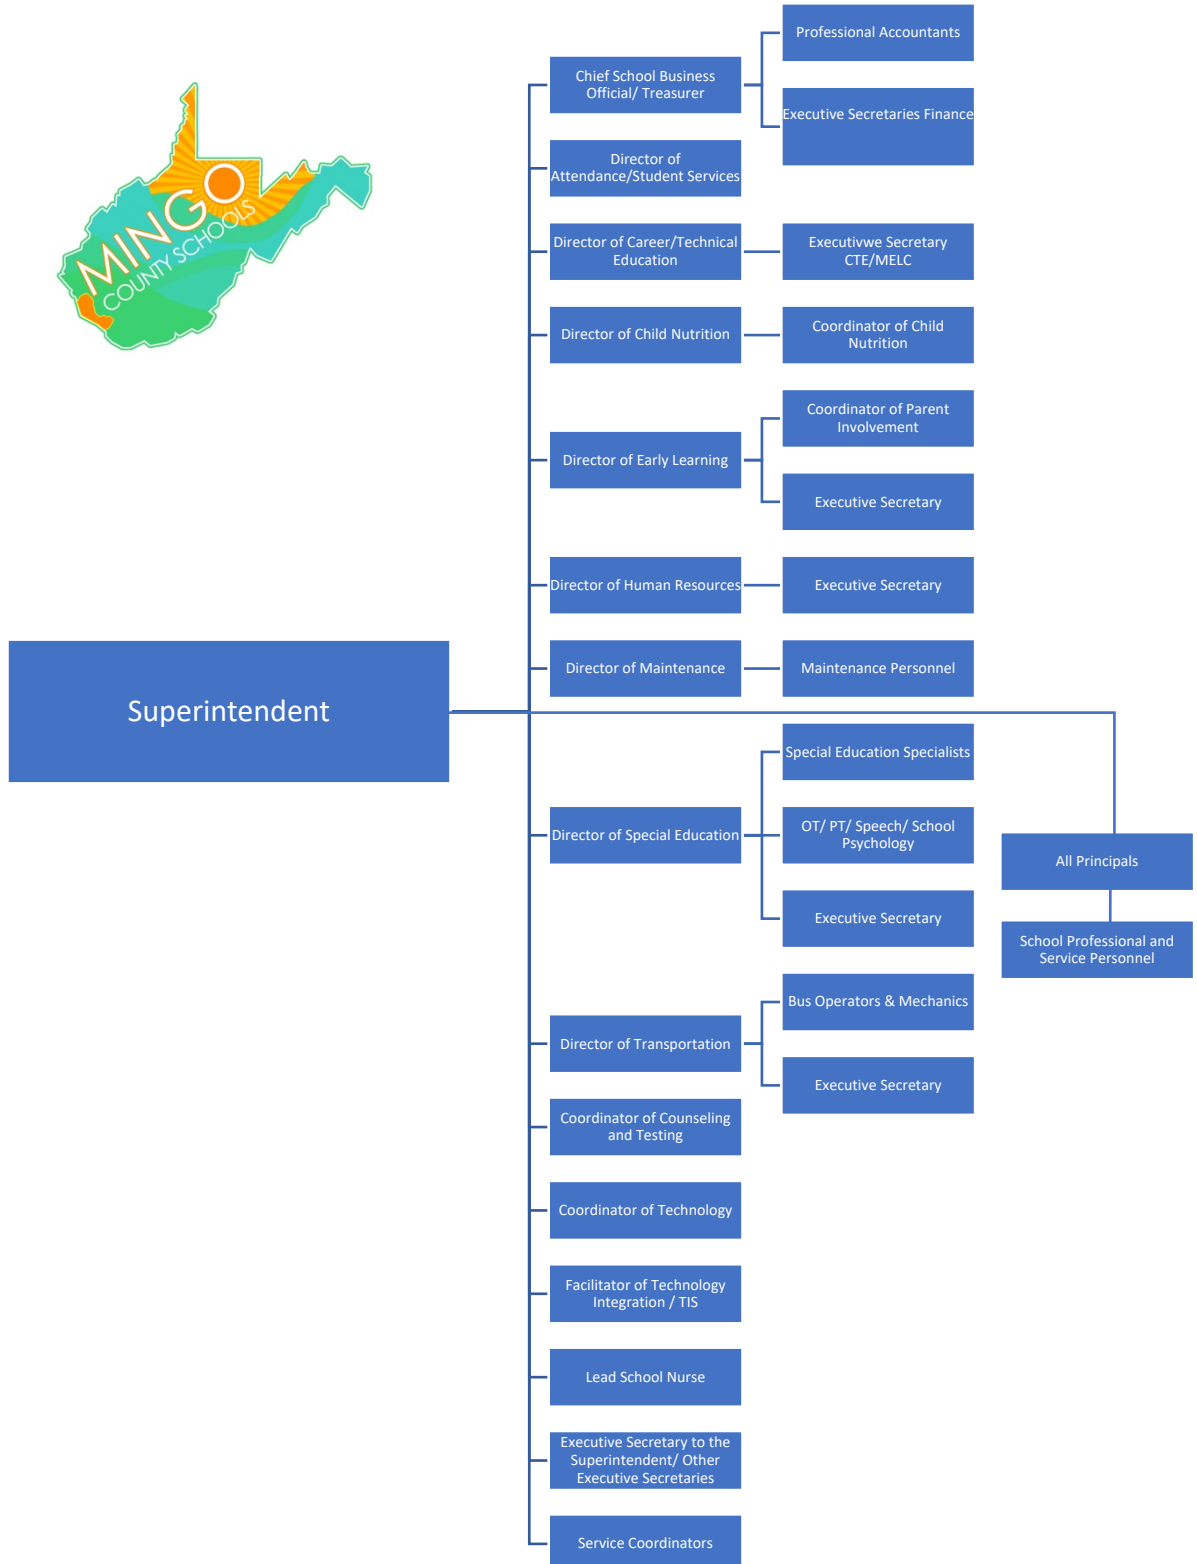 MINGO
COUNTY SCHOOLS
Superintendent
Chief School Business
Official/ Treasurer
Professional Accountants
Executive Secretaries Finance
Director of
Attendance/Student Services
Director of Career/Technical
Education
Executivwe Secretary
CTE/MELC
Director of Child Nutrition
Coordinator of Child
Nutrition
Director of Early Learning
Coordinator of Parent
Involvement
Executive Secretary
Director of Human Resources
Executive Secretary
Director of Maintenance
Maintenance Personnel
Director of Special Education
Special Education Specialists
OT/ PT/ Speech/ School
Psychology
Executive Secretary
Director of Transportation
Bus Operators & Mechanics
Executive Secretary
Coordinator of Counseling
and Testing
Coordinator of Technology
Facilitator of Technology
Integration / TIS
Lead School Nurse
Executive Secretary to the
Superintendent/ Other
Executive Secretaries
Service Coordinators
All Principals
School Professional and
Service Personnel